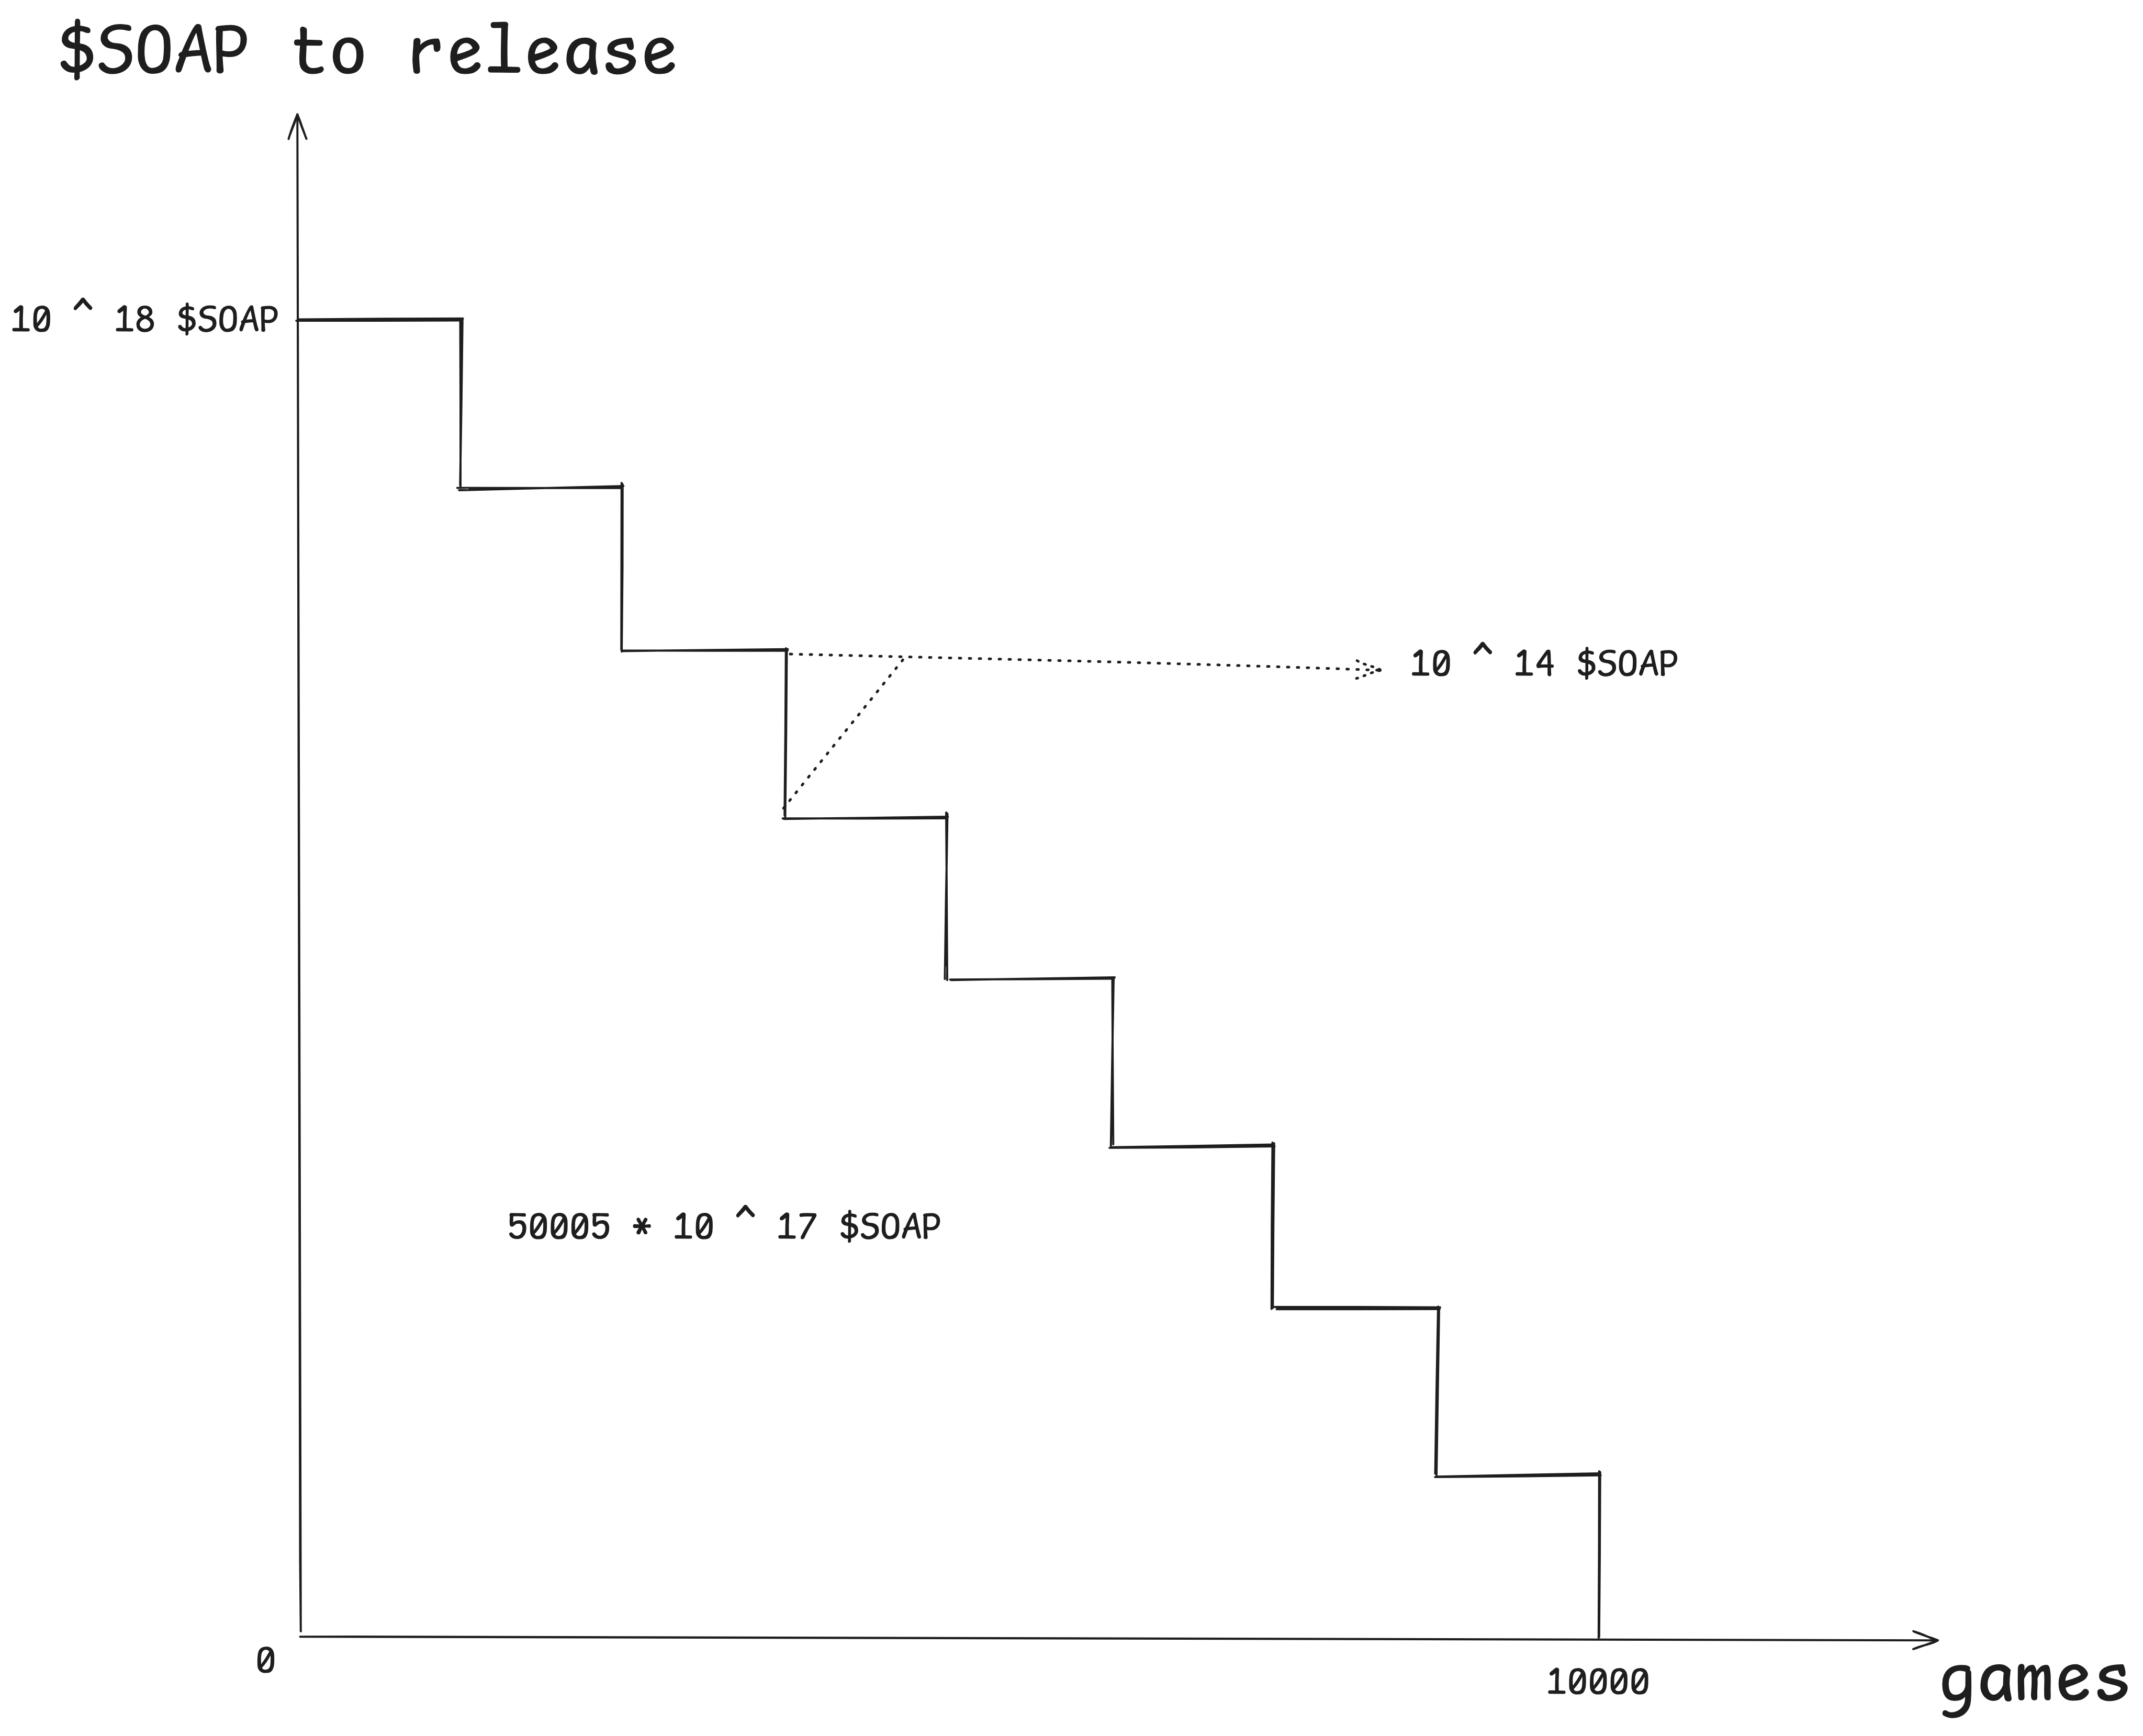 $SOAP to release
10 ^ 18 $SOAP
10 ^ 14 $SOAP
50005 * 10 ^ 17 $SOAP
0
10000
games